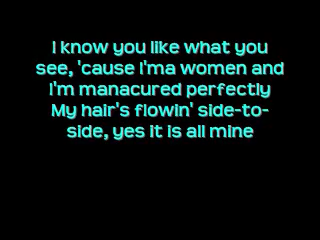 I know you like what you
see, 'cause I'ma women and
I'm manacured perfectly
My hair's flowin' side-to-
side, yes it is all mine